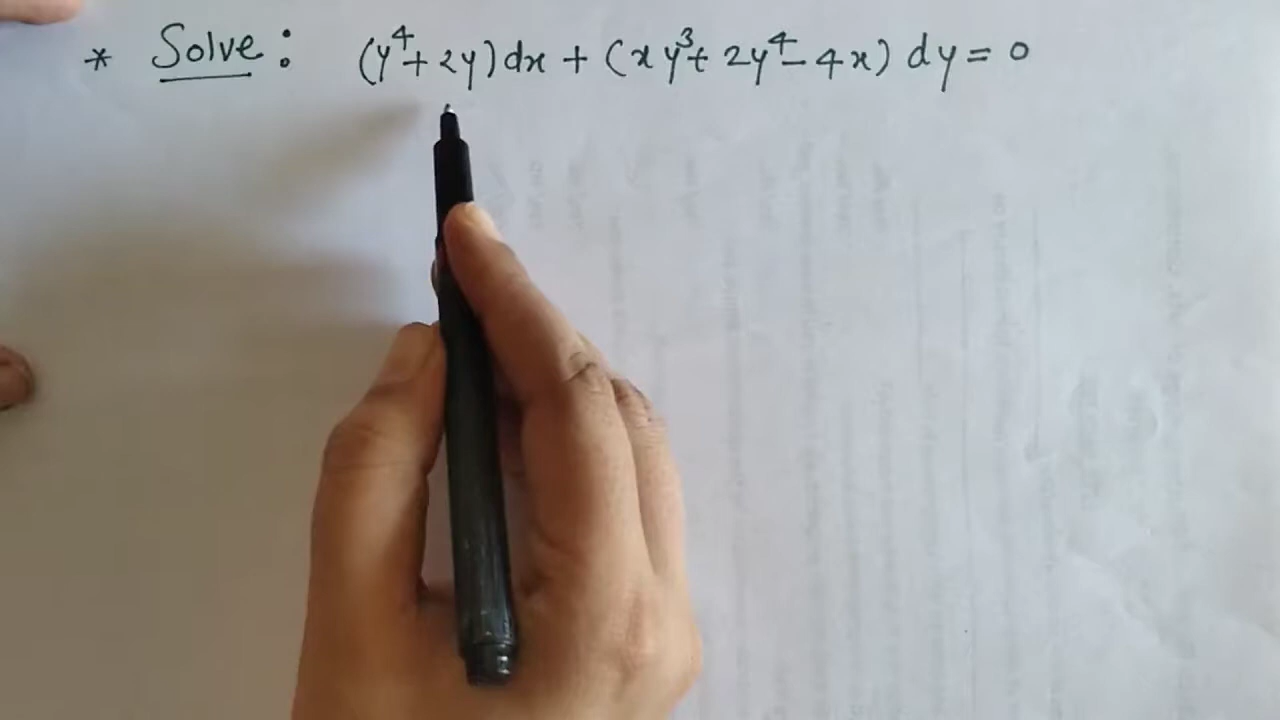 * Solve : (y⁴+2y)dx + (xy³+ 2y⁴- 4x) dy = 0